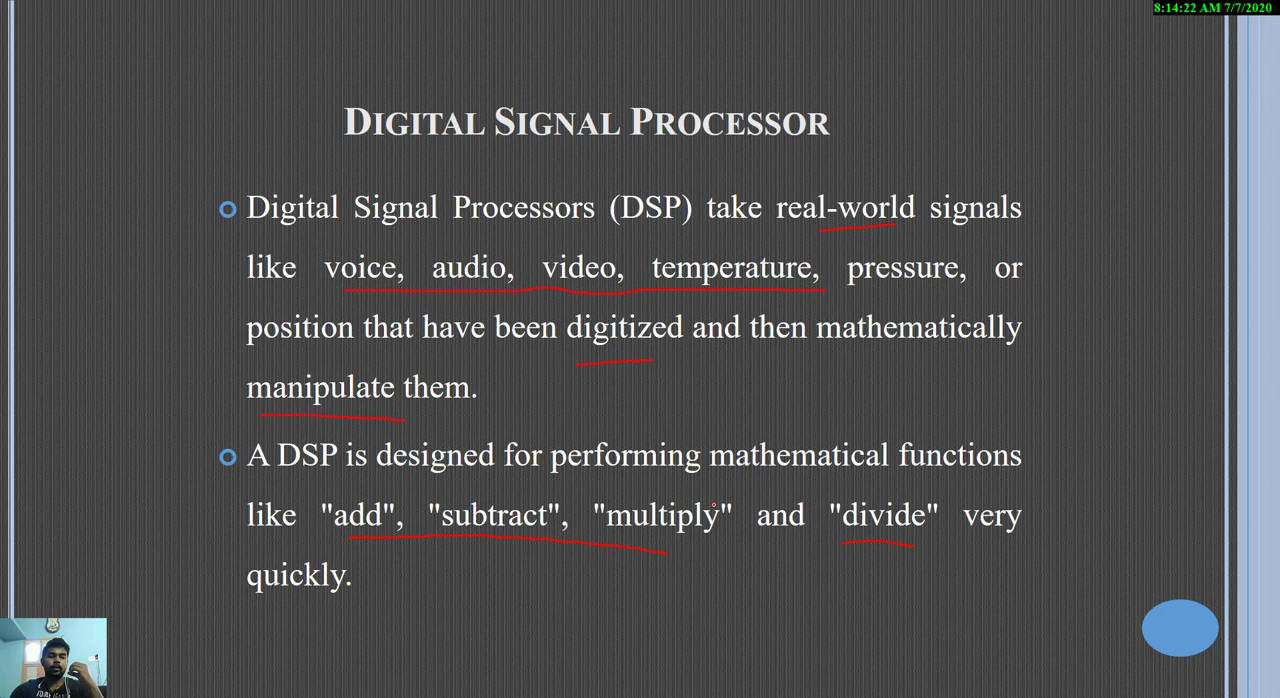 8:14:22 AM 7/7/2020
DIGITAL SIGNAL PROCESSOR
Digital Signal Processors (DSP) take real-world signals
like voice, audio, video, temperature, pressure, or
position that have been digitized and then mathematically
manipulate them.
A DSP is designed for performing mathematical functions
like "add", "subtract", "multiply" and "divide" very
quickly.